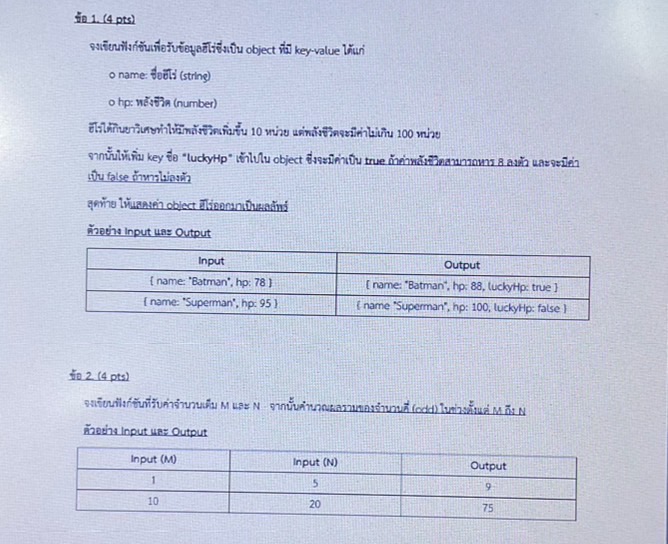 ข้อ 1. (4 pts)
จงเขียนฟังก์ชันเพื่อรับข้อมูลฮีโร่ซึ่งเป็น object ที่มี key-value ได้แก่
o name: ชื่อฮีโร่ (string)
o hp: พลังชีวิต (number)
ฮีโร่ได้กินยาวิเศษทำให้มีพลังชีวิตเพิ่มขึ้น 10 หน่วย แต่พลังชีวิตจะมีค่าไม่เกิน 100 หน่วย
จากนั้นให้เพิ่ม key ชื่อ "luckyHp" เข้าไปใน object ซึ่งจะมีค่าเป็น true ถ้าค่าพลังชีวิตสามารถหาร 8 ลงตัว และจะมีค่า
เป็น false ถ้าหารไม่ลงตัว
สุดท้าย ให้แสดงค่า object ฮีโร่ออกมาเป็นผลลัพธ์
ตัวอย่าง Input และ Output
Input Output
{ name: "Batman", hp: 78 } { name: "Batman", hp: 88, luckyHp: true }
{ name: "Superman", hp: 95 } { name "Superman", hp: 100, luckyHp: false }
ข้อ 2. (4 pts)
จงเขียนฟังก์ชันที่รับค่าจำนวนเต็ม M และ N จากนั้นคำนวณผลรวมของจำนวนคี่ (odd) ในช่วงตั้งแต่ M ถึง N
ตัวอย่าง Input และ Output
Input (M) Input (N) Output
1 5 9
10 20 75